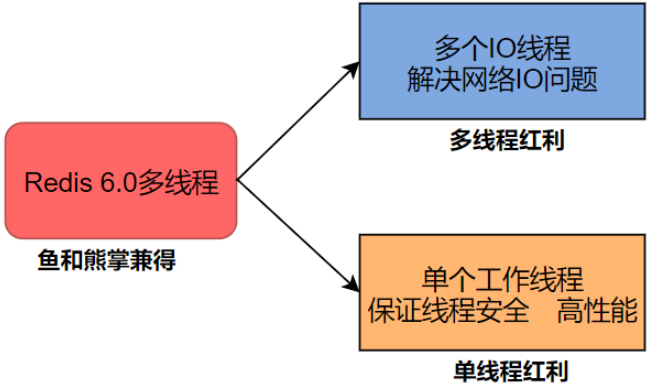 Redis 6.0多线程
鱼和熊掌兼得
多个IO线程
解决网络IO问题
多线程红利
单个工作线程
保证线程安全　高性能
单线程红利